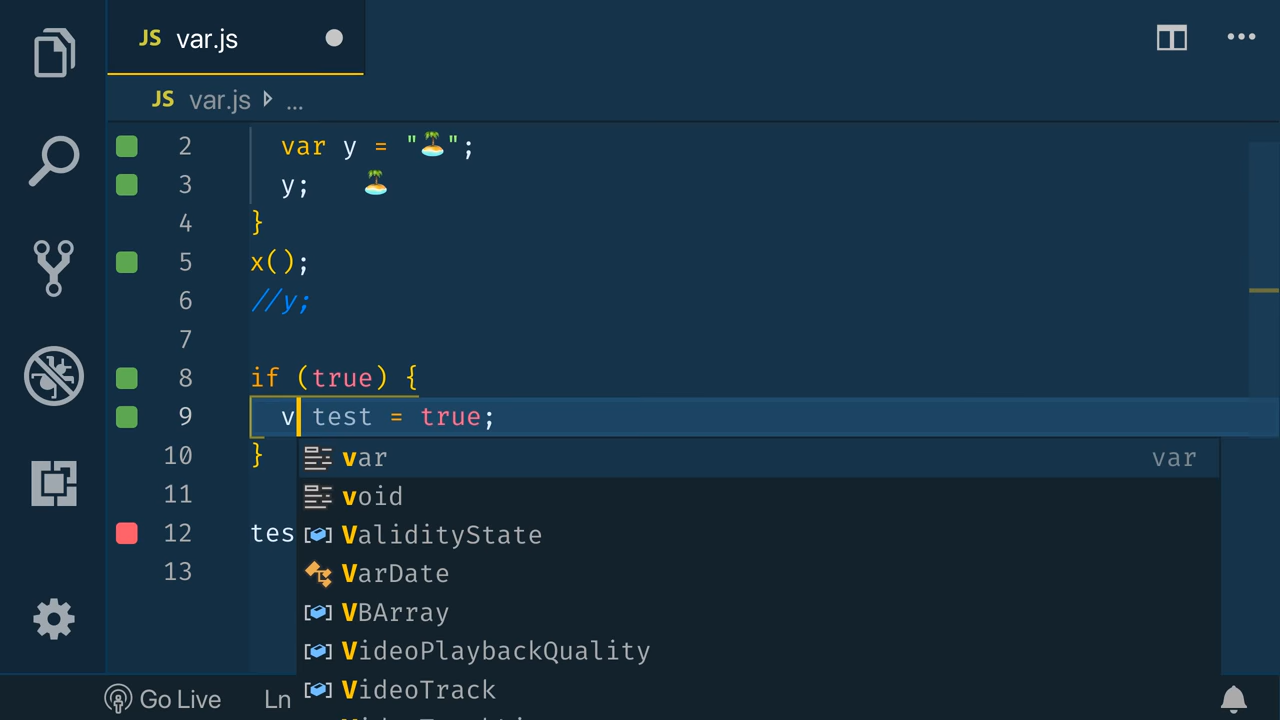 JS var.js
JS var.js ...
2 var y = "🏝️";
3 y; 🏝️
4 }
5 x();
6 //y;
7
8 if (true) {
9 v test = true;
10 }
11
12 tes
13
var var
void
ValidityState
VarDate
VBArray
VideoPlaybackQuality
VideoTrack
Go Live Ln